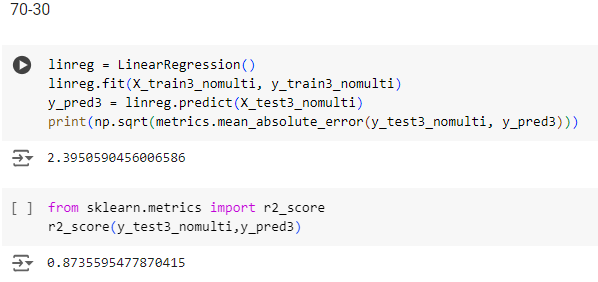 70-30
linreg = LinearRegression()
linreg.fit(X_train3_nomulti, y_train3_nomulti)
y_pred3 = linreg.predict(X_test3_nomulti)
print(np.sqrt(metrics.mean_absolute_error(y_test3_nomulti, y_pred3)))
2.3950590456006586
[ ] from sklearn.metrics import r2_score
r2_score(y_test3_nomulti,y_pred3)
0.8735595477870415